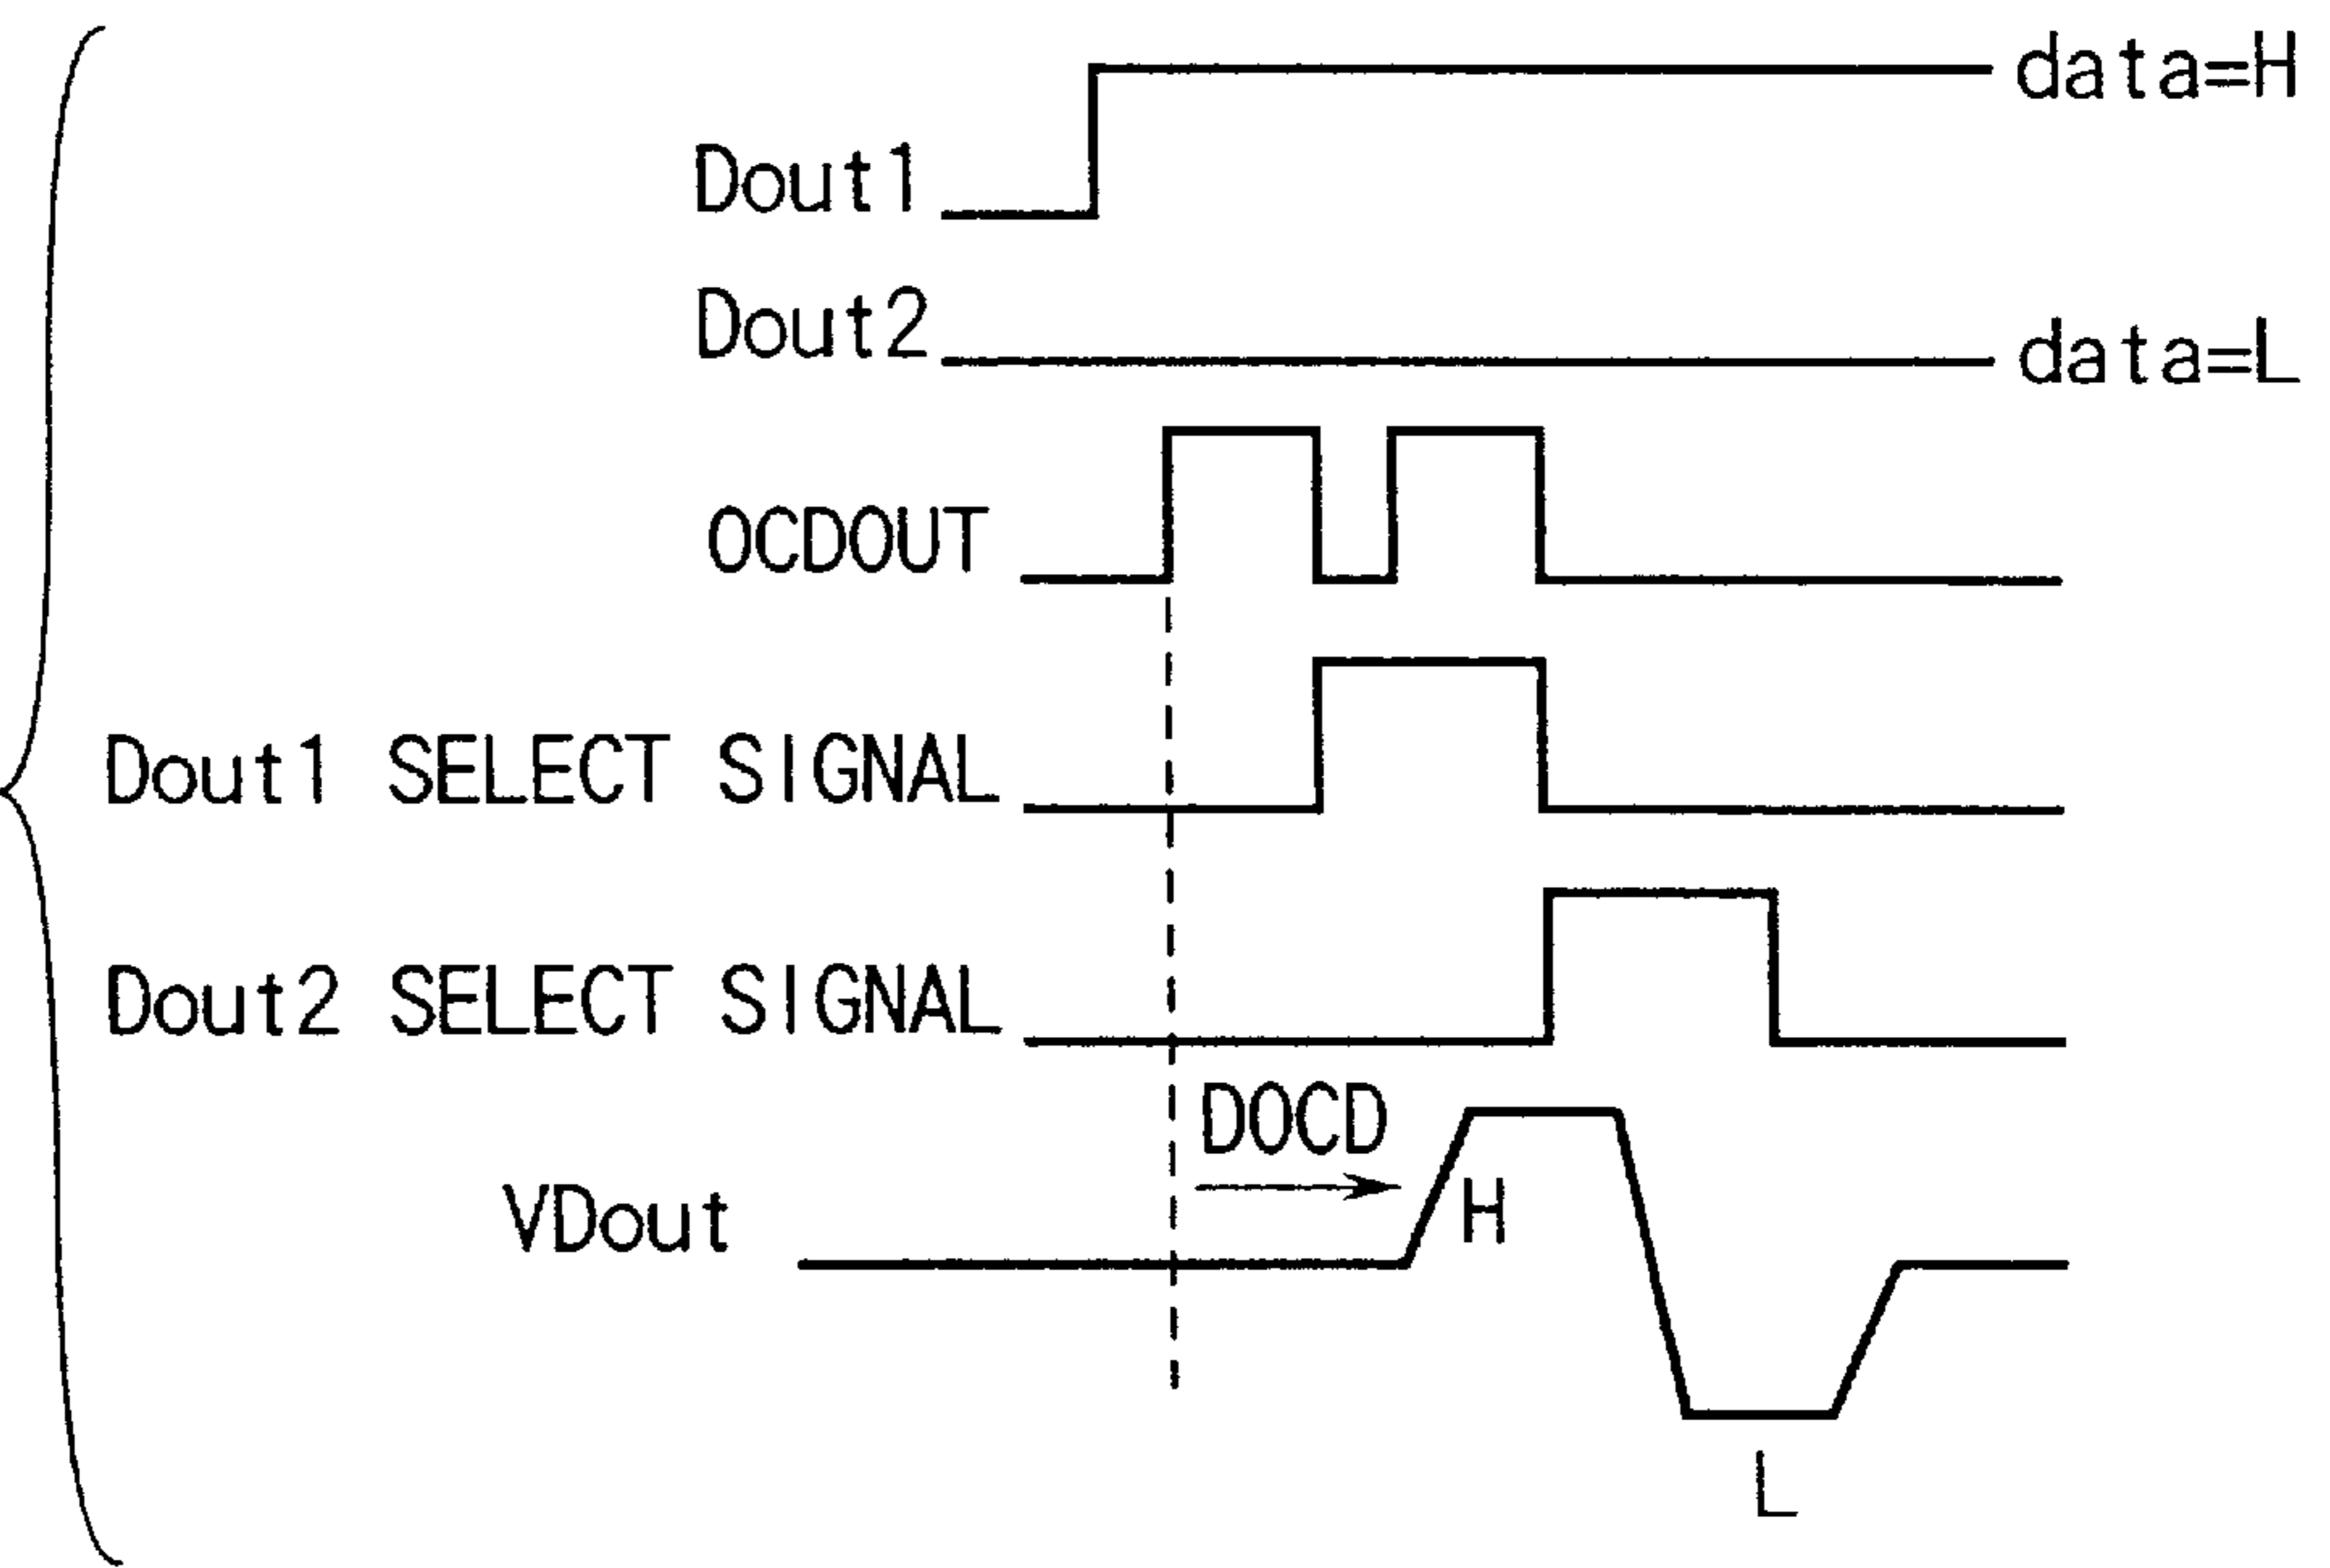 data=H
Dout1
Dout2
data=L
OCDOUT
Dout1 SELECT SIGNAL
Dout2 SELECT SIGNAL
DOCD
VDout
H
L